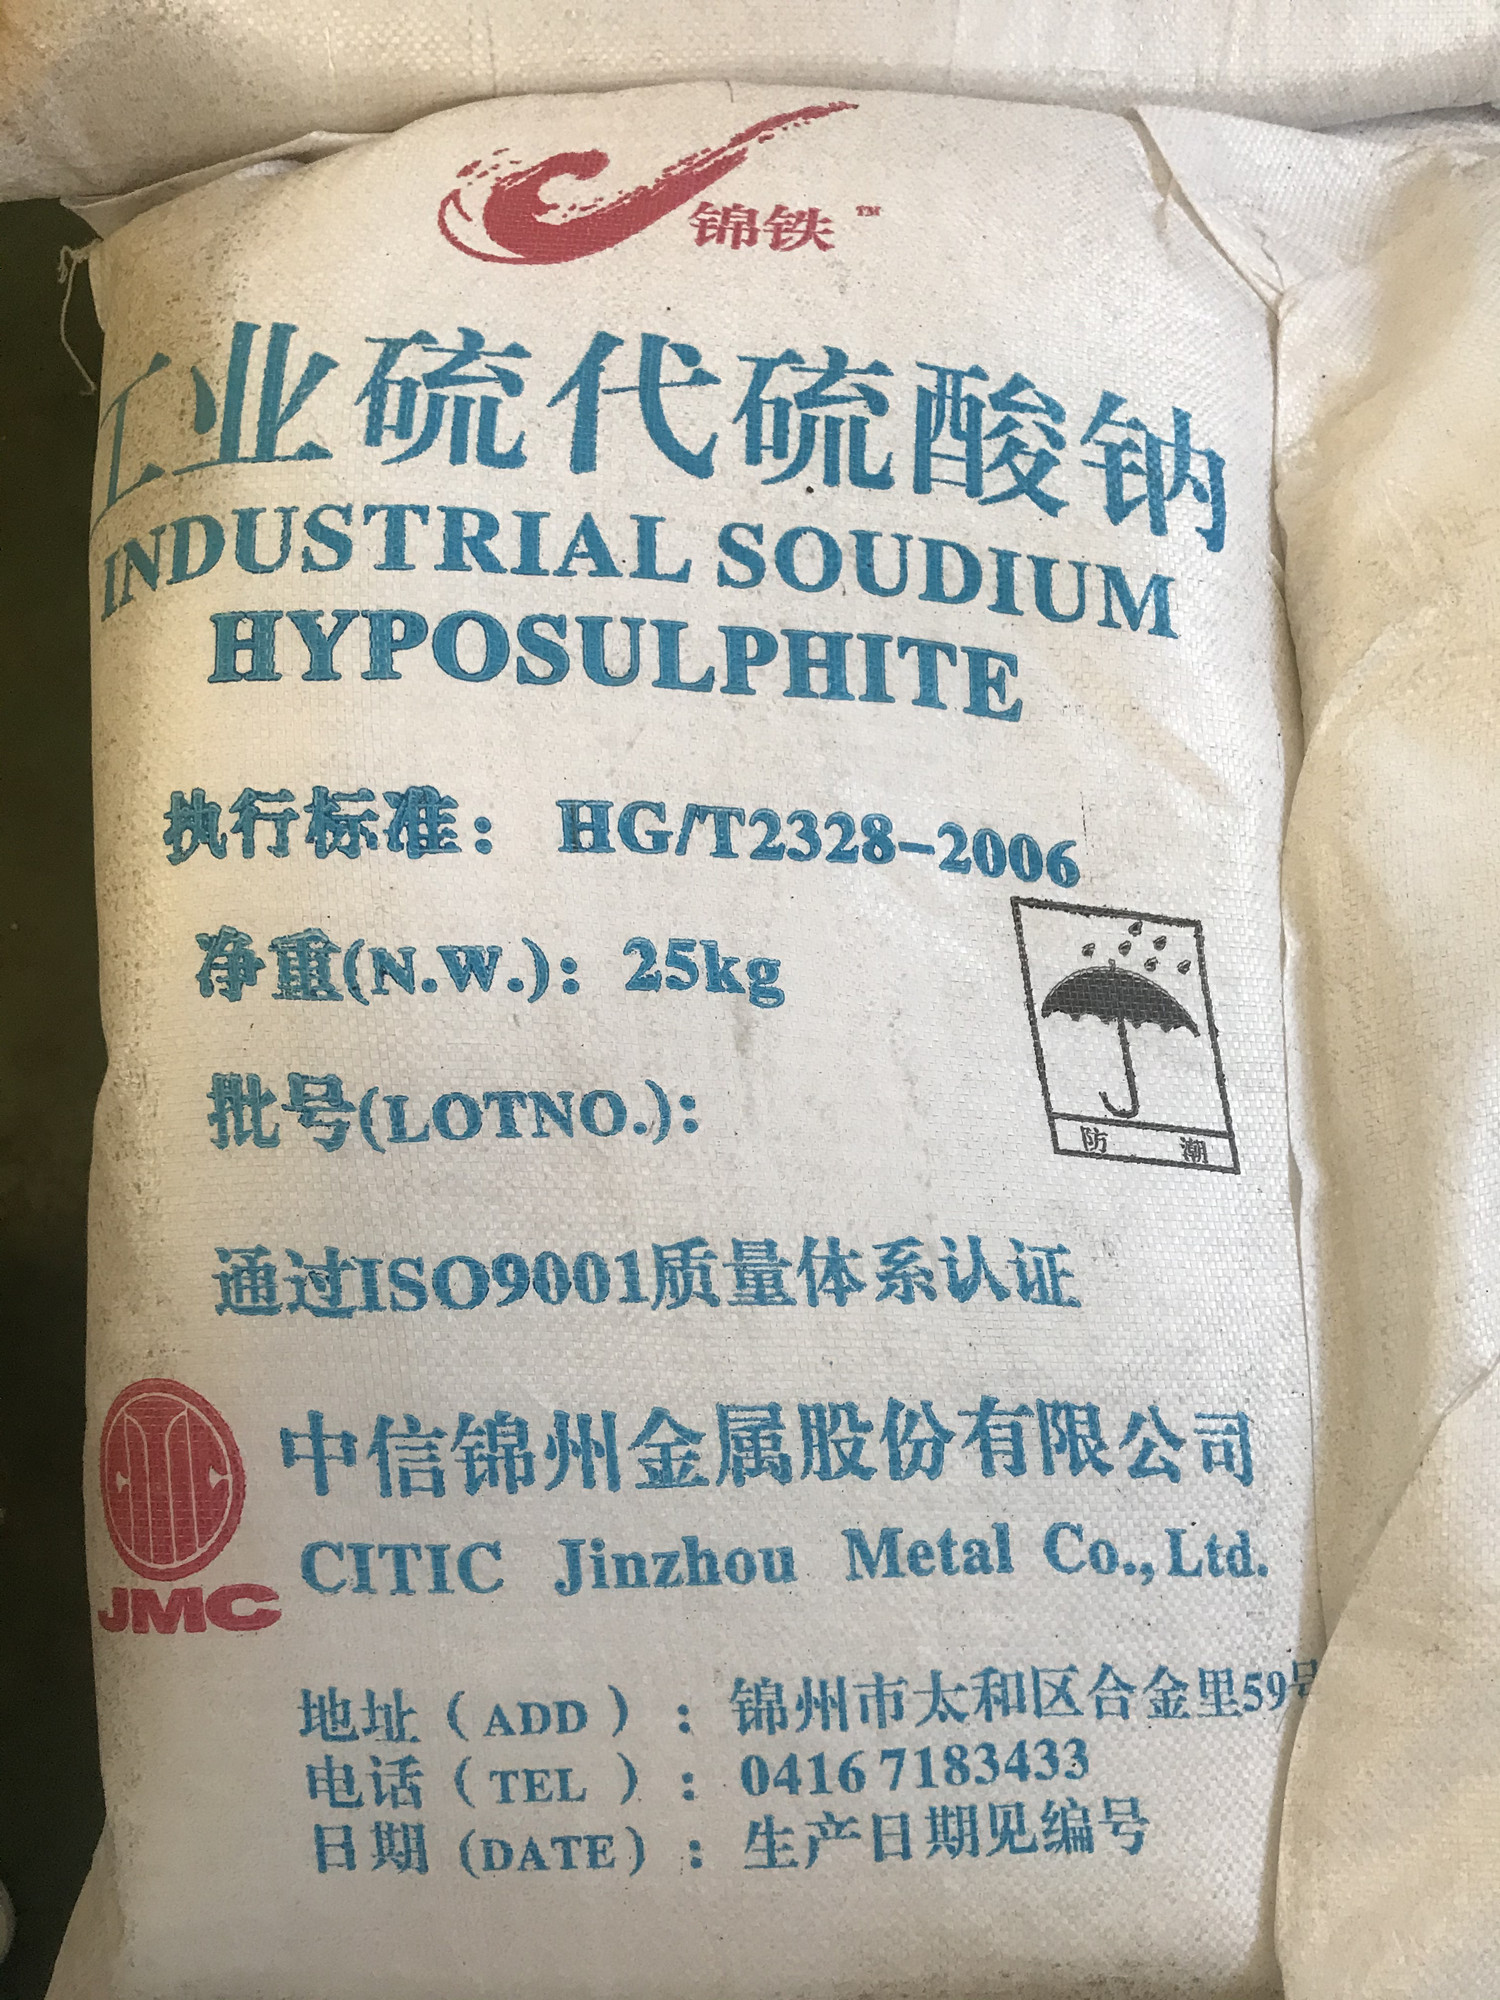 锦铁™
工业硫代硫酸钠
INDUSTRIAL SOUDIUM
HYPOSULPHITE
执行标准： HG/T2328-2006
净重(N.W.)：25kg
批号(LOTNO.)：
防 潮
通过ISO9001质量体系认证
中信锦州金属股份有限公司
CITIC Jinzhou Metal Co.,Ltd.
JMC
地址（ADD）：锦州市太和区合金里59号
电话（TEL）：0416 7183433
日期（DATE）：生产日期见编号